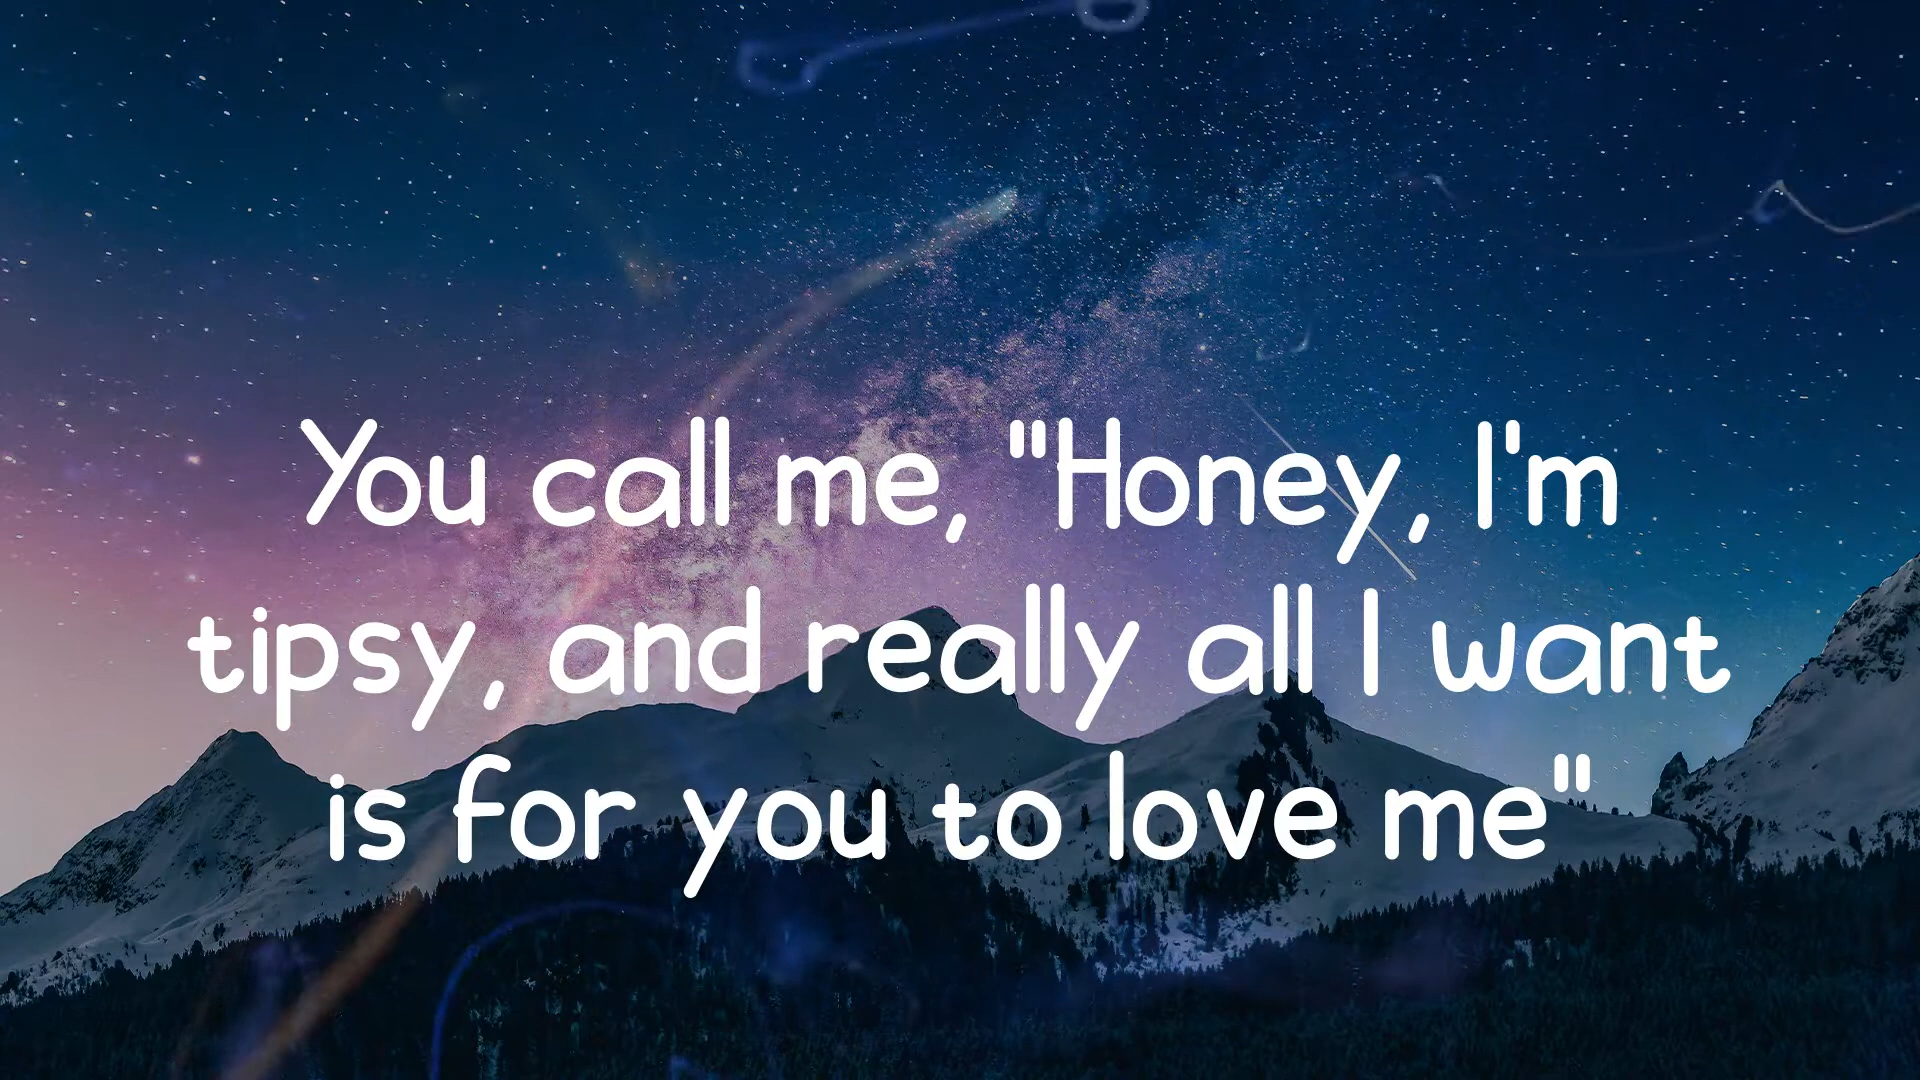 You call me, "Honey, I'm
tipsy, and really all I want
is for you to love me"